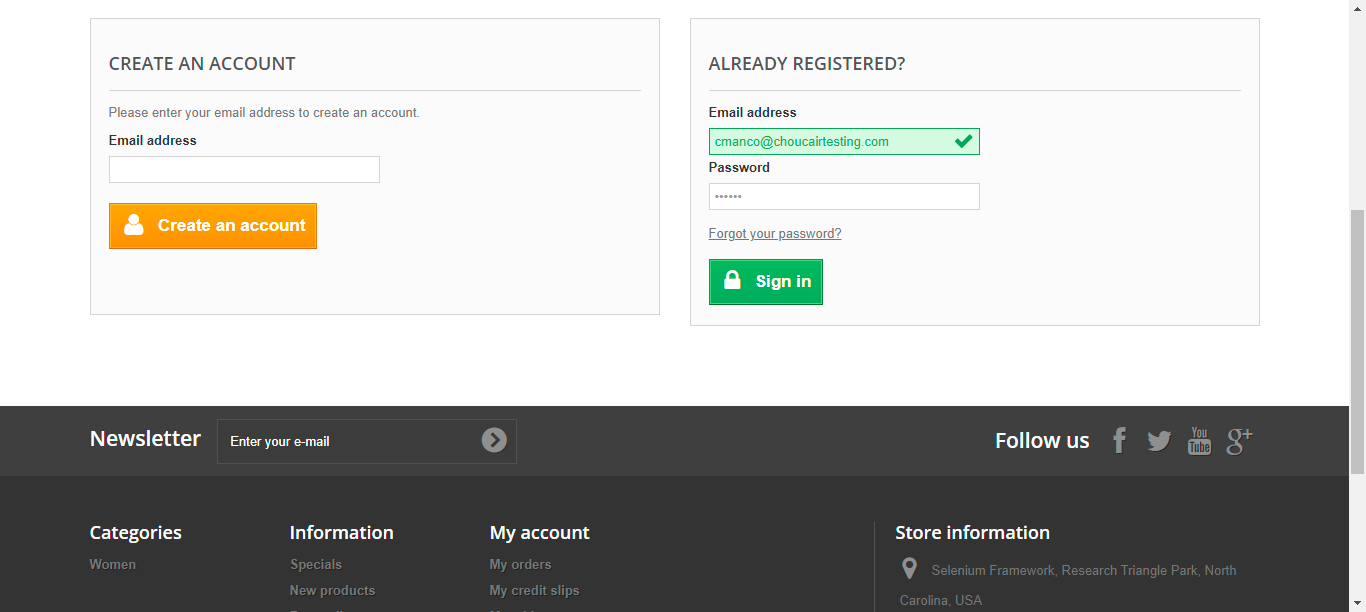 CREATE AN ACCOUNT
Please enter your email address to create an account.
Email address
Create an account
ALREADY REGISTERED?
Email address
cmanco@choucairtesting.com
Password
••••••
Forgot your password?
Sign in
Newsletter
Enter your e-mail
Follow us
f
You
Tube
g+
Categories
Women
Information
Specials
New products
My account
My orders
My credit slips
Store information
Selenium Framework, Research Triangle Park, North
Carolina, USA